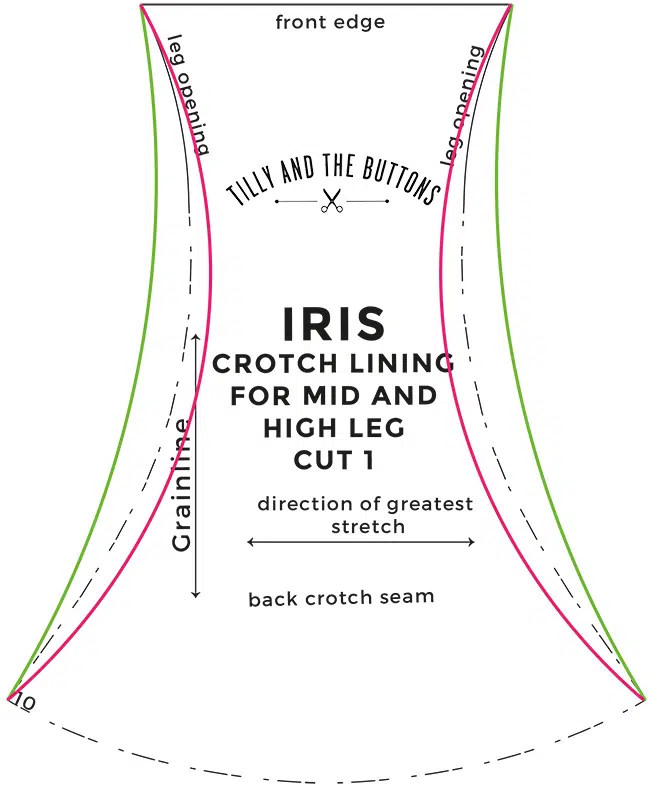 front edge
leg opening
leg opening
TILLY AND THE BUTTONS
IRIS
CROTCH LINING
FOR MID AND
HIGH LEG
CUT 1
Grainline
direction of greatest
stretch
back crotch seam
10